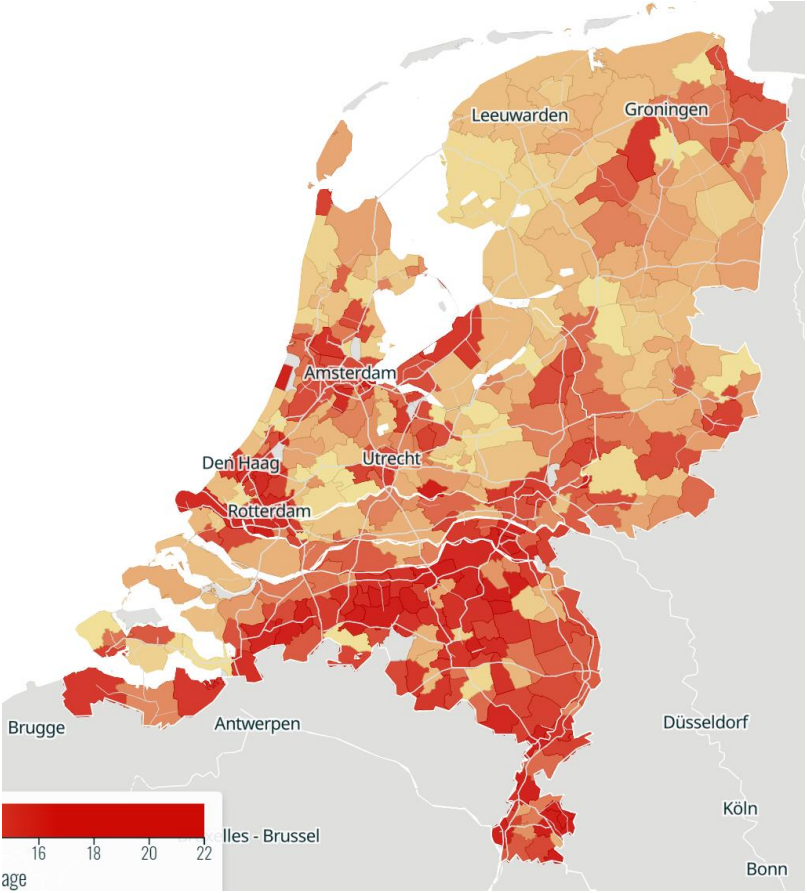 Leeuwarden
Groningen
Amsterdam
Den Haag
Utrecht
Rotterdam
Brugge
Antwerpen
Düsseldorf
elles - Brussel
Köln
Bonn
16 18 20 22
age